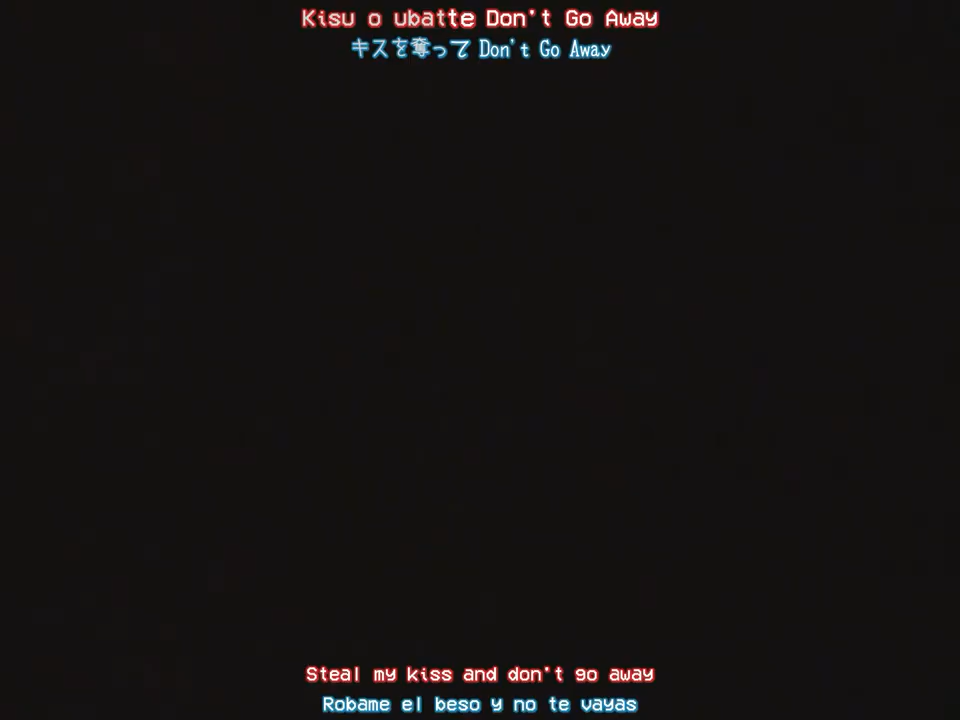 Kisu o ubatte Don't Go Away
キスを奪って Don't Go Away
Steal my kiss and don't go away
Robame el beso y no te vayas